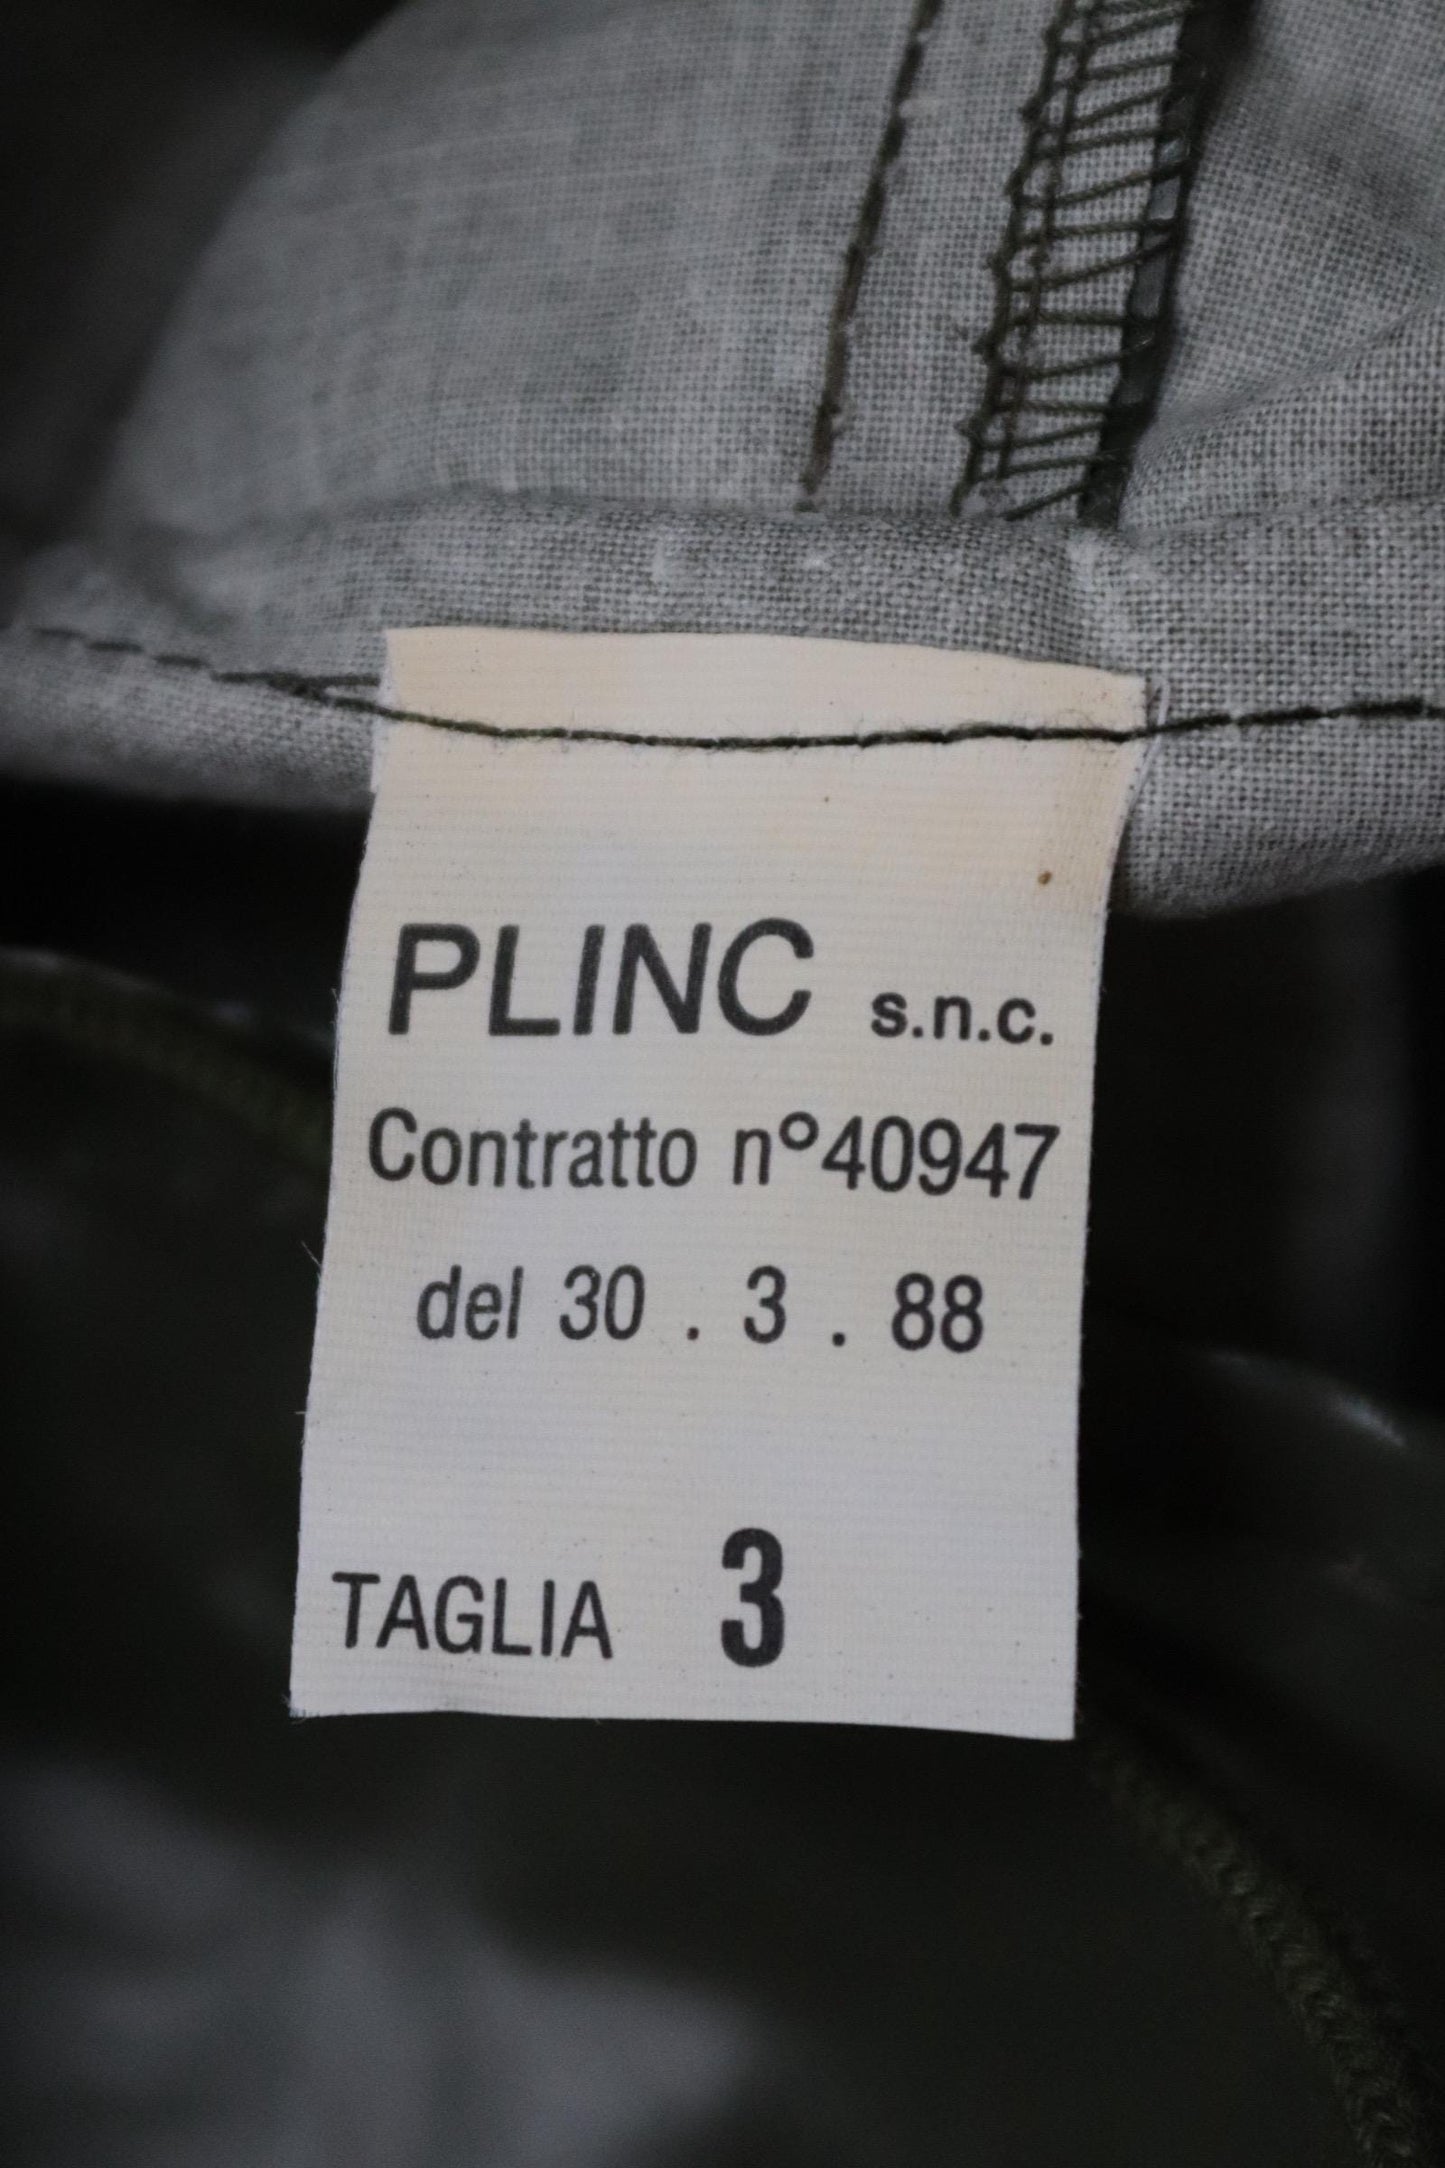 PLINC s.n.c.
Contratto n°40947
del 30 . 3 . 88
TAGLIA 3